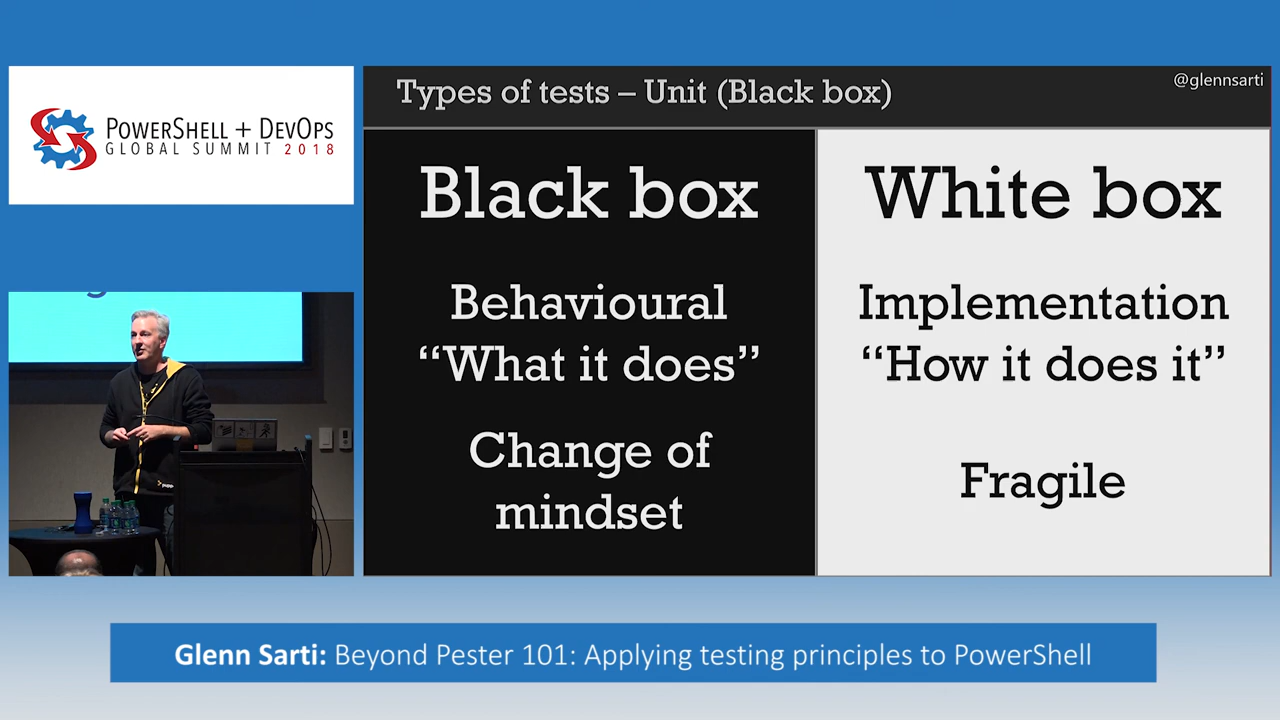 POWERSHELL + DEVOPS
GLOBAL SUMMIT 2018
Types of tests – Unit (Black box)
@glennsarti
Black box
Behavioural
“What it does”
Change of
mindset
White box
Implementation
“How it does it”
Fragile
Glenn Sarti: Beyond Pester 101: Applying testing principles to PowerShell